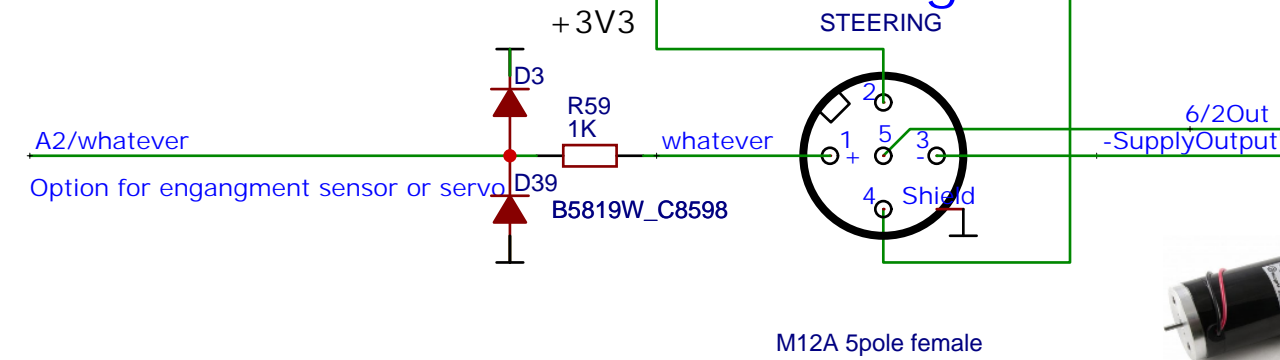 +3V3
STEERING
D3
R59
1K
2
A2/whatever
whatever
1
5
3
6/2Out
+
-
-SupplyOutput
Option for engangment sensor or servo
D39
B5819W_C8598
4
Shield
M12A 5pole female